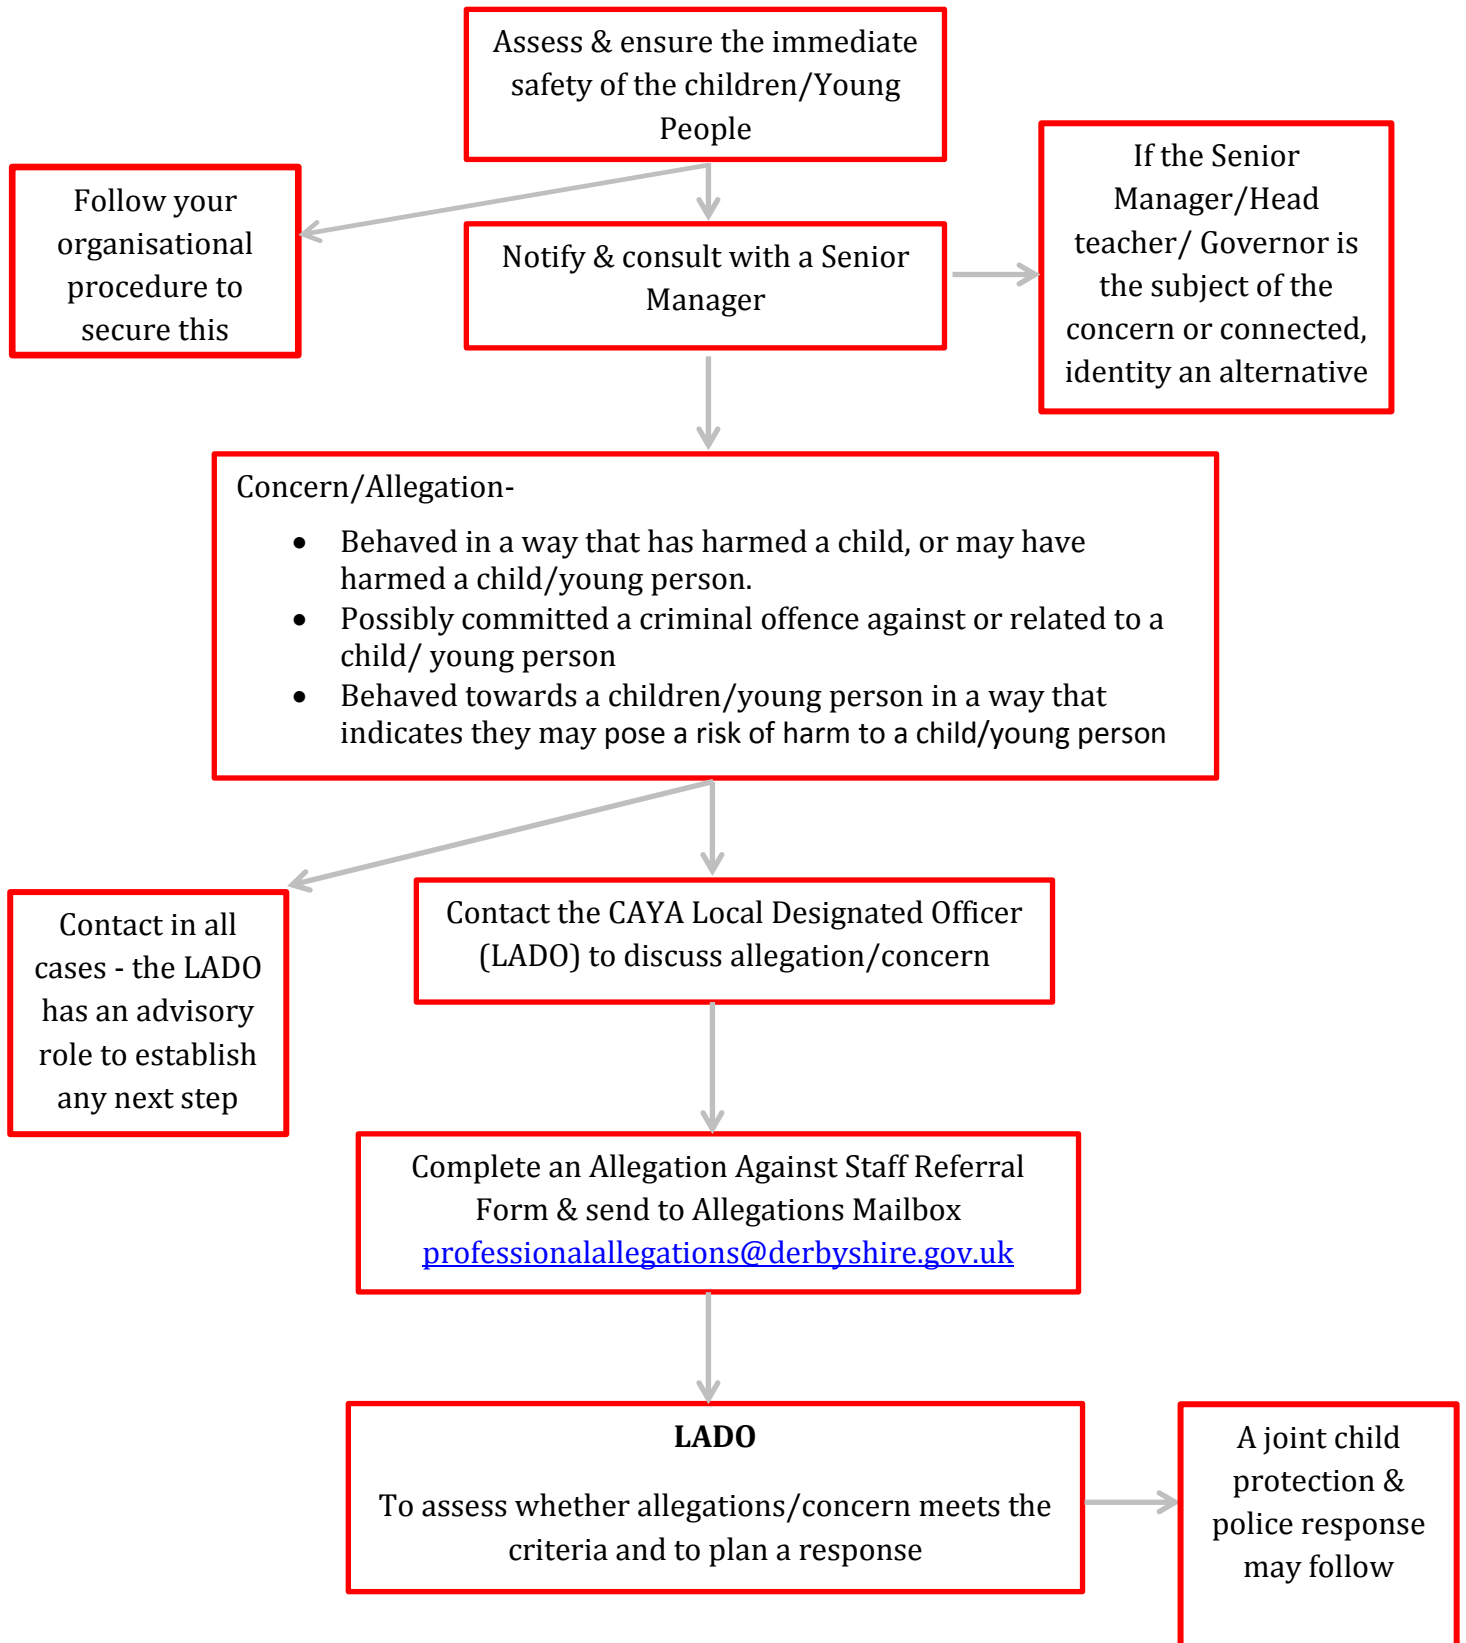 Assess & ensure the immediate
safety of the children/Young
People
Follow your
organisational
procedure to
secure this
Notify & consult with a Senior
Manager
If the Senior
Manager/Head
teacher/ Governor is
the subject of the
concern or connected,
identity an alternative
Concern/Allegation-
• Behaved in a way that has harmed a child, or may have
harmed a child/young person.
• Possibly committed a criminal offence against or related to a
child/ young person
• Behaved towards a children/young person in a way that
indicates they may pose a risk of harm to a child/young person
Contact in all
cases - the LADO
has an advisory
role to establish
any next step
Contact the CAYA Local Designated Officer
(LADO) to discuss allegation/concern
Complete an Allegation Against Staff Referral
Form & send to Allegations Mailbox
professionalallegations@derbyshire.gov.uk
LADO
To assess whether allegations/concern meets the
criteria and to plan a response
A joint child
protection &
police response
may follow